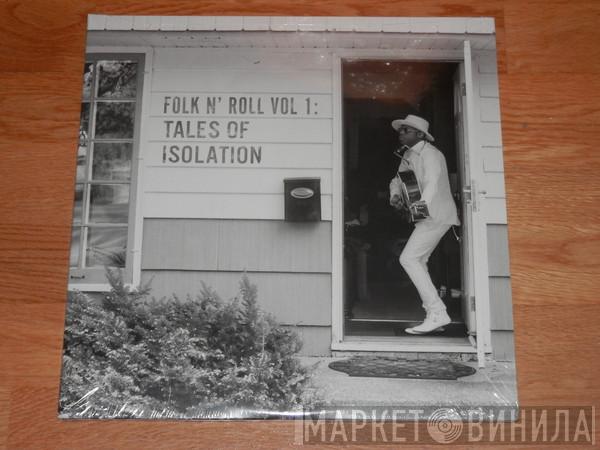 FOLK N' ROLL VOL 1:
TALES OF
ISOLATION
МАРКЕТ ВИНИЛА